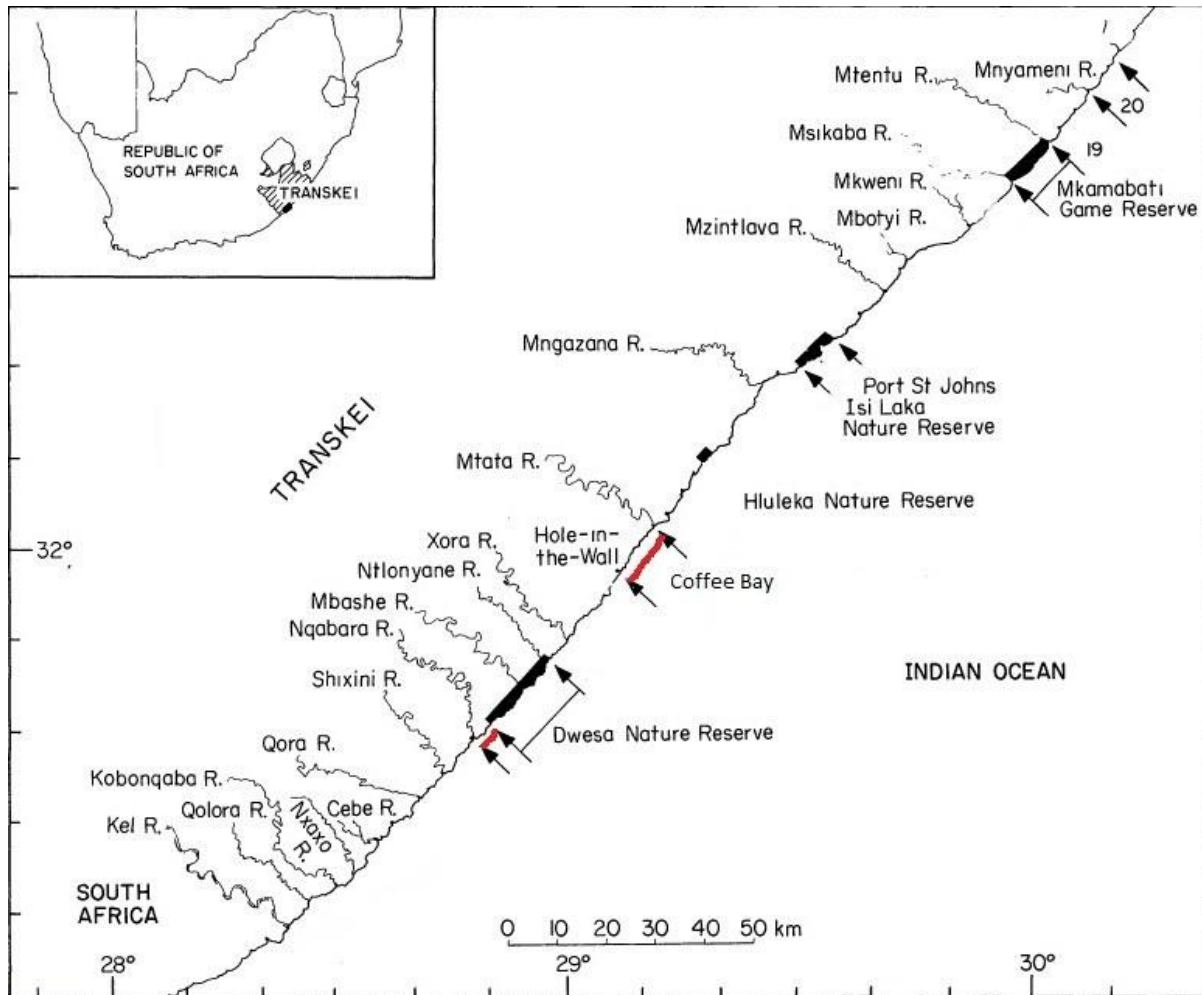 REPUBLIC OF
SOUTH AFRICA
TRANSKEI
Mtentu R.
Mnyameni R.
20
Msikaba R.
19
Mkweni R.
Mkamabati
Game Reserve
Mbotyi R.
Mzintlava R.
Mngazana R.
Port St Johns
Isi Laka
Nature Reserve
TRANSKEI
Mtata R.
Hluleka Nature Reserve
32°
Hole-in-
the-Wall
Xora R.
Coffee Bay
Ntlonyane R.
Mbashe R.
Nqabara R.
INDIAN OCEAN
Shixini R.
Dwesa Nature Reserve
Qora R.
Kobonqaba R.
Qolora R.
Nxaxo
R.
Cebe R.
Kel R.
SOUTH
AFRICA
0 10 20 30 40 50 km
28°
29°
30°